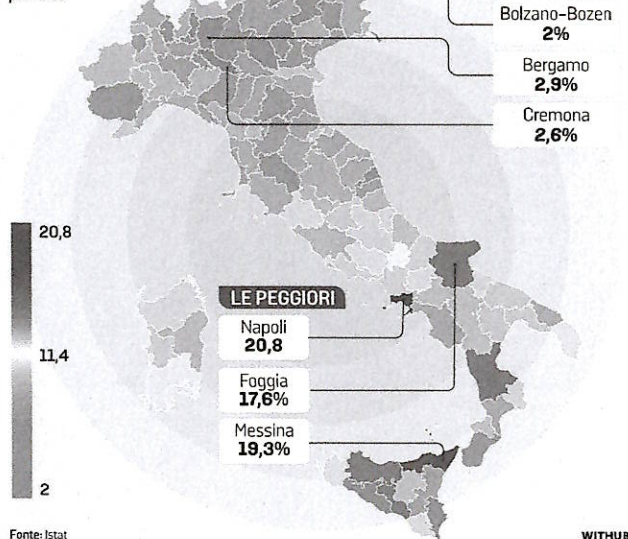 Bolzano-Bozen
2%
Bergamo
2,9%
Cremona
2,6%
20,8
11,4
2
LE PEGGIORI
Napoli
20,8
Foggia
17,6%
Messina
19,3%
Fonte: Istat
WITHUB